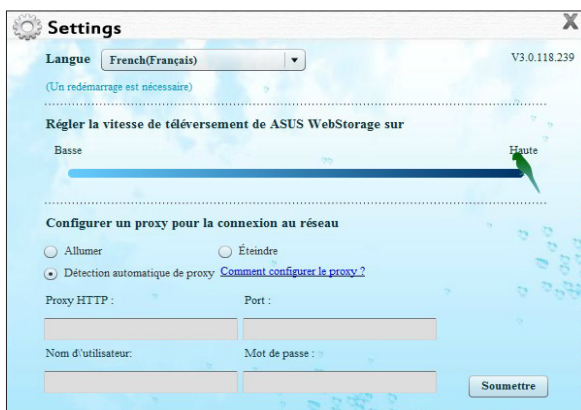 Settings
X
Langue French(Français)
V3.0.118.239
(Un redémarrage est nécessaire)
Régler la vitesse de téléversement de ASUS WebStorage sur
Basse Haute
Configurer un proxy pour la connexion au réseau
Allumer Éteindre
Détection automatique de proxy Comment configurer le proxy ?
Proxy HTTP : Port :
Nom d\'utilisateur: Mot de passe :
Soumettre